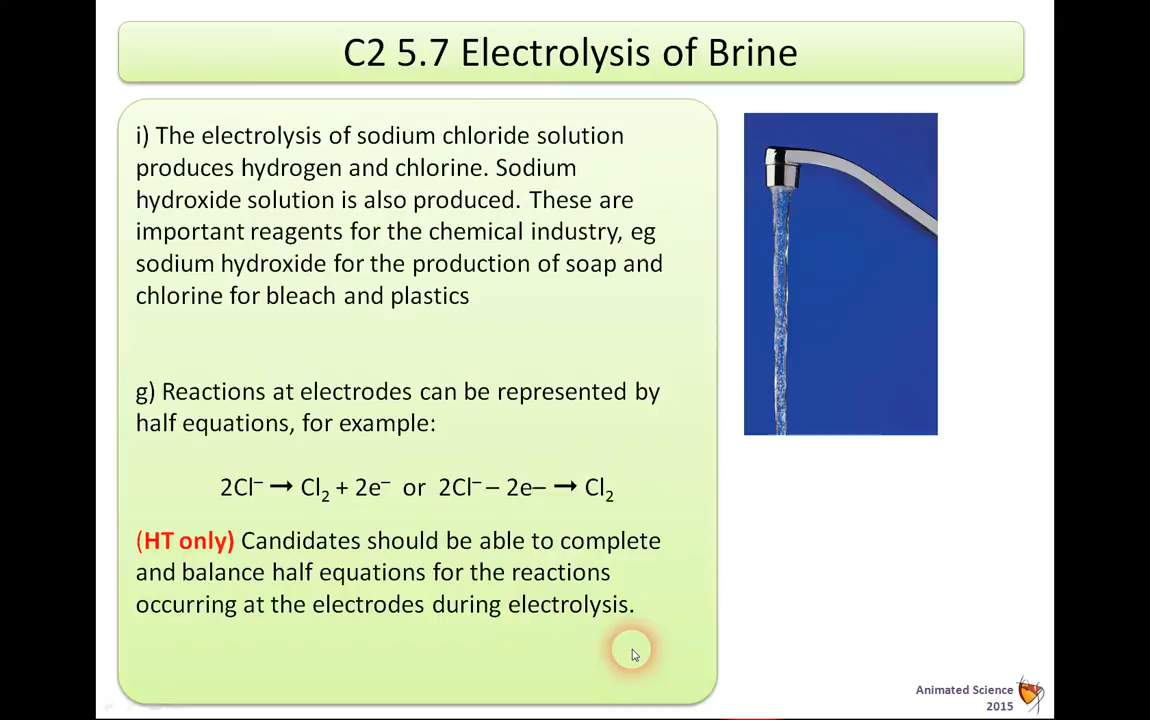 C2 5.7 Electrolysis of Brine
i) The electrolysis of sodium chloride solution
produces hydrogen and chlorine. Sodium
hydroxide solution is also produced. These are
important reagents for the chemical industry, eg
sodium hydroxide for the production of soap and
chlorine for bleach and plastics
g) Reactions at electrodes can be represented by
half equations, for example:
2Cl⁻ ➞ Cl₂ + 2e⁻ or 2Cl⁻ – 2e– ➞ Cl₂
(HT only) Candidates should be able to complete
and balance half equations for the reactions
occurring at the electrodes during electrolysis.
Animated Science
2015